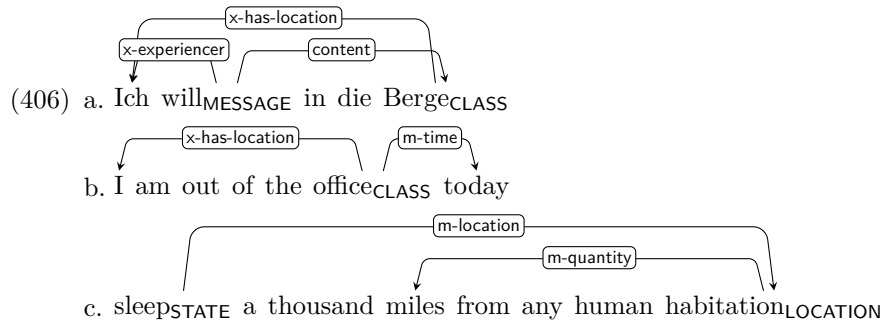 x-has-location
x-experiencer content
(406) a. Ich willMESSAGE in die BergeCLASS
x-has-location m-time
b. I am out of the officeCLASS today
m-location
m-quantity
c. sleepSTATE a thousand miles from any human habitationLOCATION